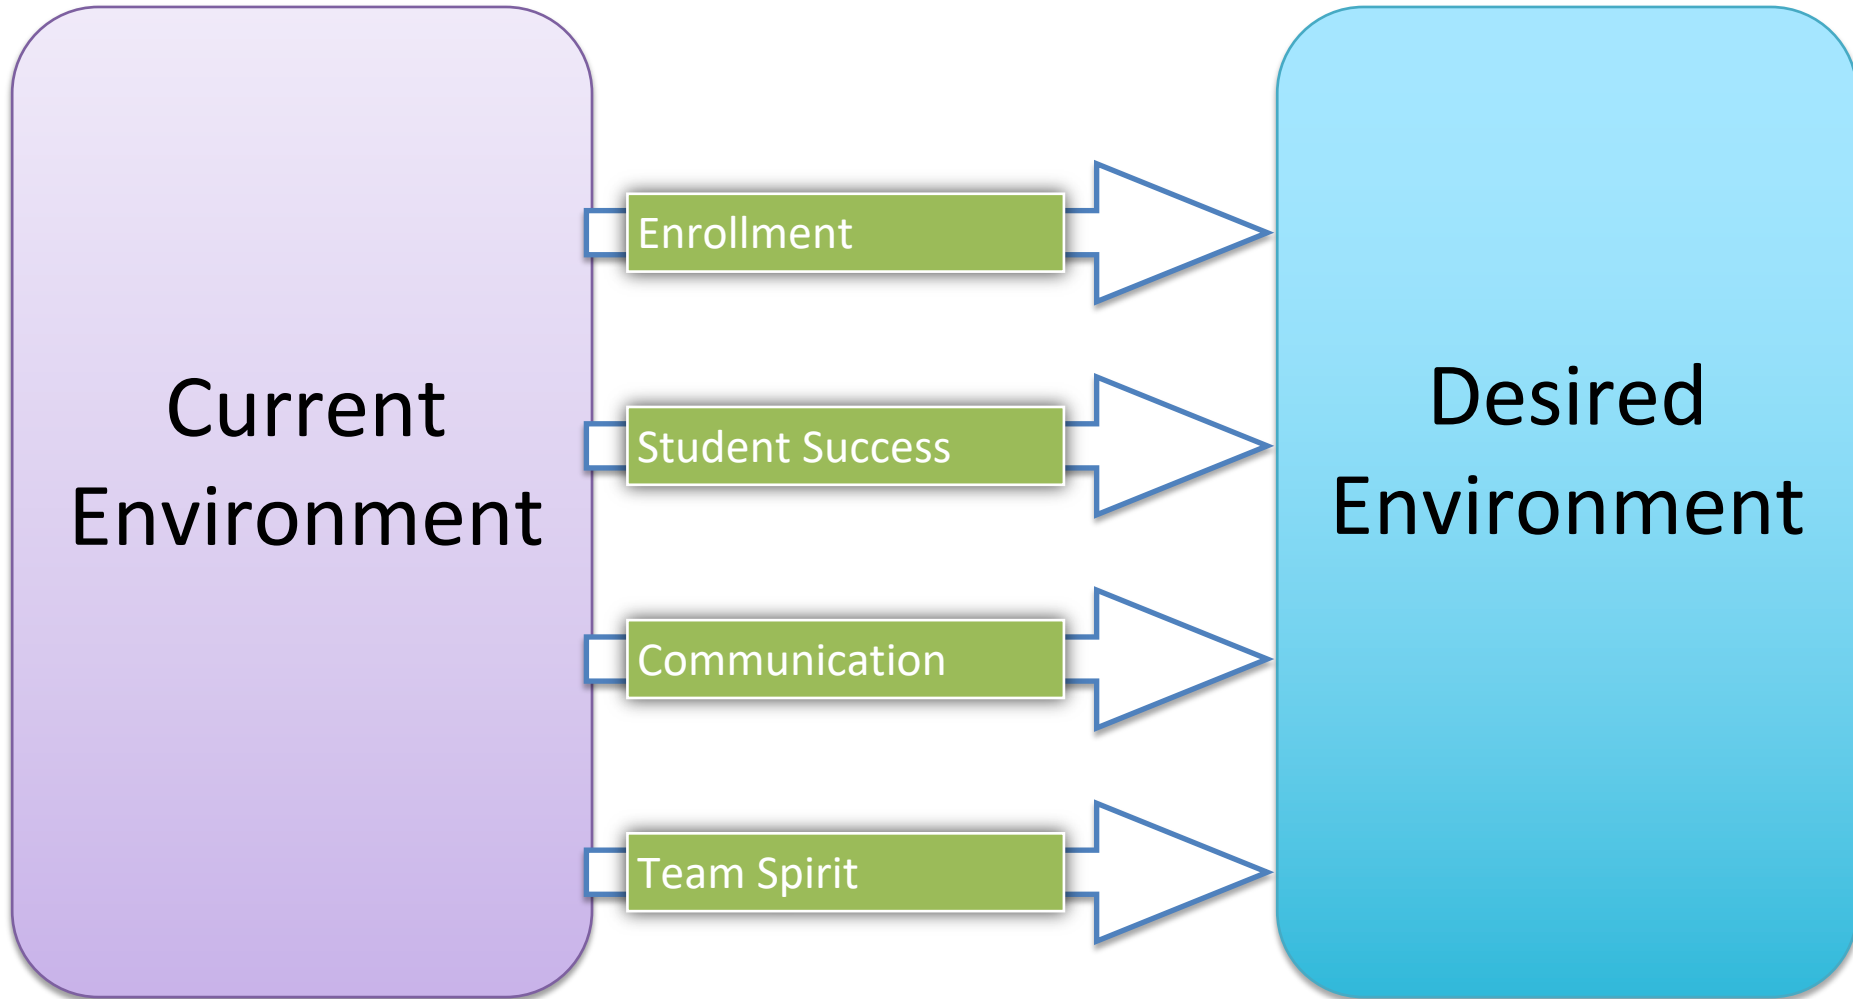 Current
Environment
Enrollment
Student Success
Communication
Team Spirit
Desired
Environment